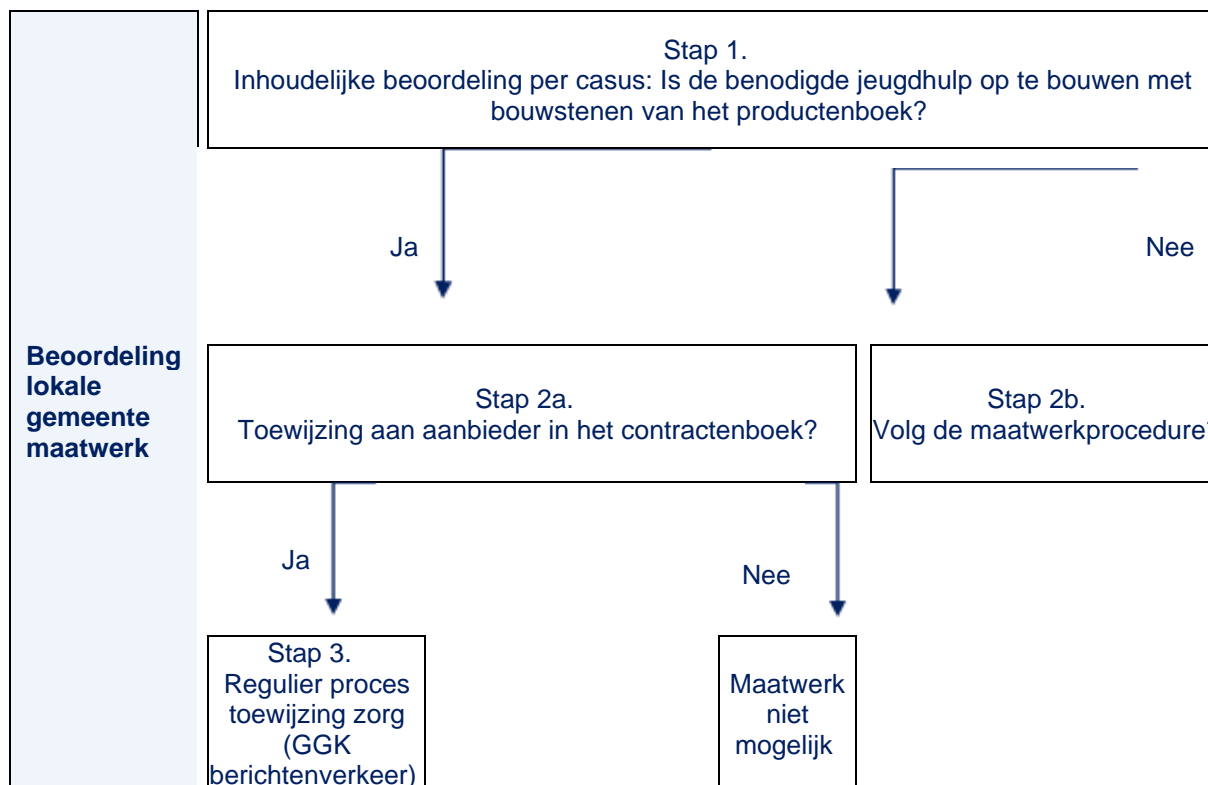 Stap 1.
Inhoudelijke beoordeling per casus: Is de benodigde jeugdhulp op te bouwen met
bouwstenen van het productenboek?
Ja
Nee
Beoordeling
lokale
gemeente
maatwerk
Stap 2a.
Toewijzing aan aanbieder in het contractenboek?
Stap 2b.
Volg de maatwerkprocedure?
Ja
Nee
Stap 3.
Regulier proces
toewijzing zorg
(GGK
berichtenverkeer)
Maatwerk
niet
mogelijk